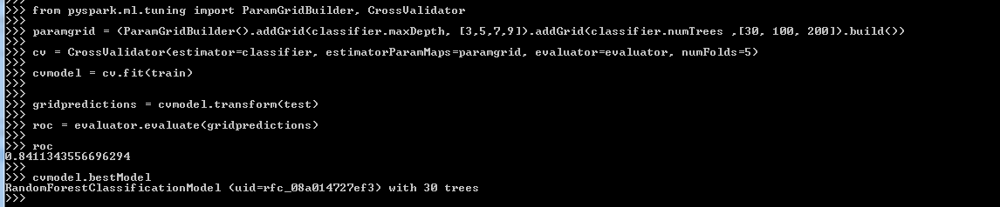 >>>
>>> from pyspark.ml.tuning import ParamGridBuilder, CrossValidator
>>>
>>> paramgrid = (ParamGridBuilder().addGrid(classifier.maxDepth, [3,5,7,9]).addGrid(classifier.numTrees ,[30, 100, 200]).build())
>>>
>>> cv = CrossValidator(estimator=classifier, estimatorParamMaps=paramgrid, evaluator=evaluator, numFolds=5)
>>>
>>> cvmodel = cv.fit(train)
>>>
>>>
>>> gridpredictions = cvmodel.transform(test)
>>>
>>> roc = evaluator.evaluate(gridpredictions)
>>>
>>> roc
0.8411343556696294
>>>
>>> cvmodel.bestModel
RandomForestClassificationModel (uid=rfc_08a014727ef3) with 30 trees
>>>